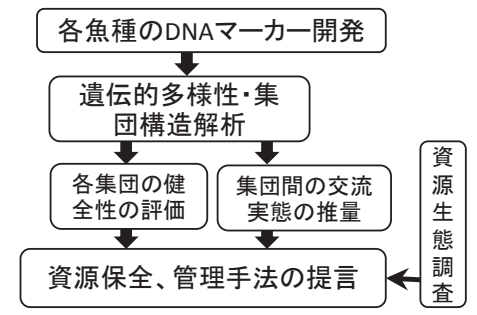 各魚種のDNAマーカー開発
遺伝的多様性・集
団構造解析
各集団の健
全性の評価
集団間の交流
実態の推量
資源生態調査
資源保全、管理手法の提言